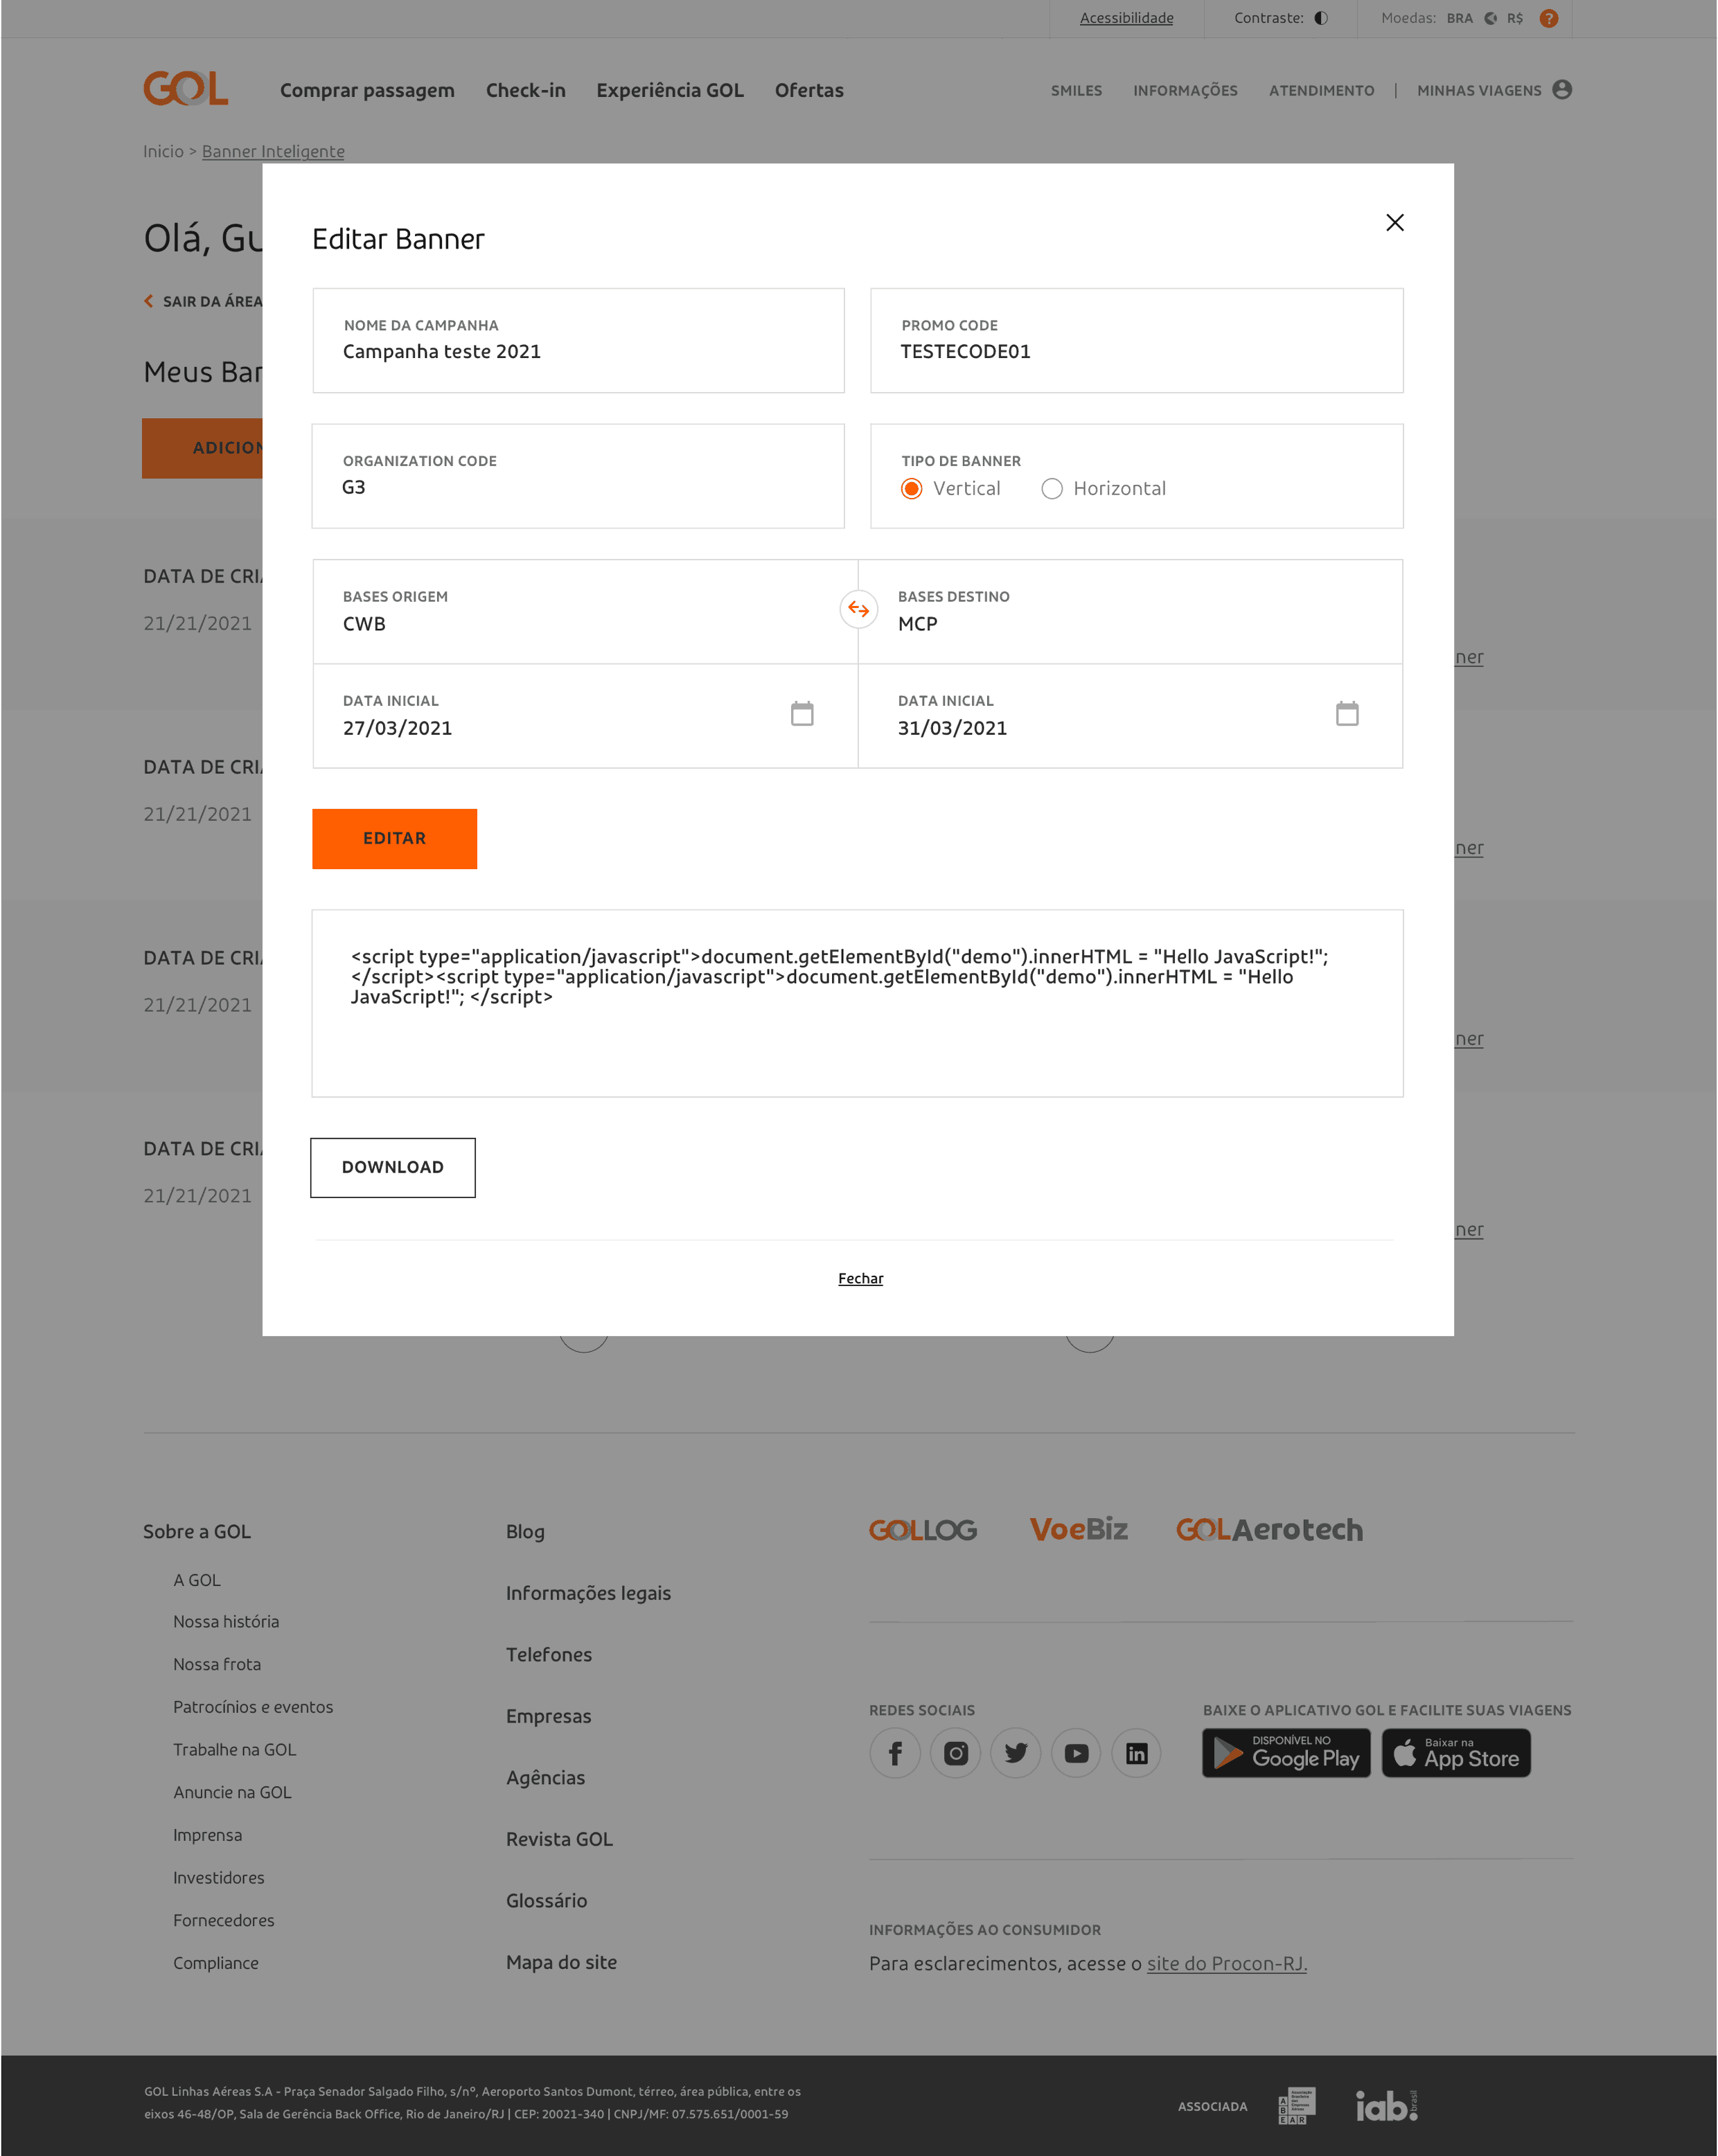 Acessibilidade
Contraste:
Moedas: BRA R$ ?
GOL
Comprar passagem Check-in Experiência GOL Ofertas
SMILES INFORMAÇÕES ATENDIMENTO | MINHAS VIAGENS
Inicio > Banner Inteligente
Olá, Gu
SAIR DA ÁREA
Meus Ban
ADICION
DATA DE CRIA
21/21/2021
ner
DATA DE CRIA
21/21/2021
ner
DATA DE CRIA
21/21/2021
ner
DATA DE CRIA
21/21/2021
ner
Editar Banner
NOME DA CAMPANHA
Campanha teste 2021
PROMO CODE
TESTECODE01
ORGANIZATION CODE
G3
TIPO DE BANNER
Vertical Horizontal
BASES ORIGEM
CWB
BASES DESTINO
MCP
DATA INICIAL
27/03/2021
DATA INICIAL
31/03/2021
EDITAR
<script type="application/javascript">document.getElementById("demo").innerHTML = "Hello JavaScript!";
</script><script type="application/javascript">document.getElementById("demo").innerHTML = "Hello
JavaScript!"; </script>
DOWNLOAD
Fechar
Sobre a GOL
A GOL
Nossa história
Nossa frota
Patrocínios e eventos
Trabalhe na GOL
Anuncie na GOL
Imprensa
Investidores
Fornecedores
Compliance
Blog
Informações legais
Telefones
Empresas
Agências
Revista GOL
Glossário
Mapa do site
GOLLOG VoeBiz GOLAerotech
REDES SOCIAIS
BAIXE O APLICATIVO GOL E FACILITE SUAS VIAGENS
DISPONÍVEL NO
Google Play
Baixar na
App Store
INFORMAÇÕES AO CONSUMIDOR
Para esclarecimentos, acesse o site do Procon-RJ.
GOL Linhas Aéreas S.A - Praça Senador Salgado Filho, s/nº, Aeroporto Santos Dumont, térreo, área pública, entre os
eixos 46-48/OP, Sala de Gerência Back Office, Rio de Janeiro/RJ | CEP: 20021-340 | CNPJ/MF: 07.575.651/0001-59
ASSOCIADA
ABEAR
iab.brasil